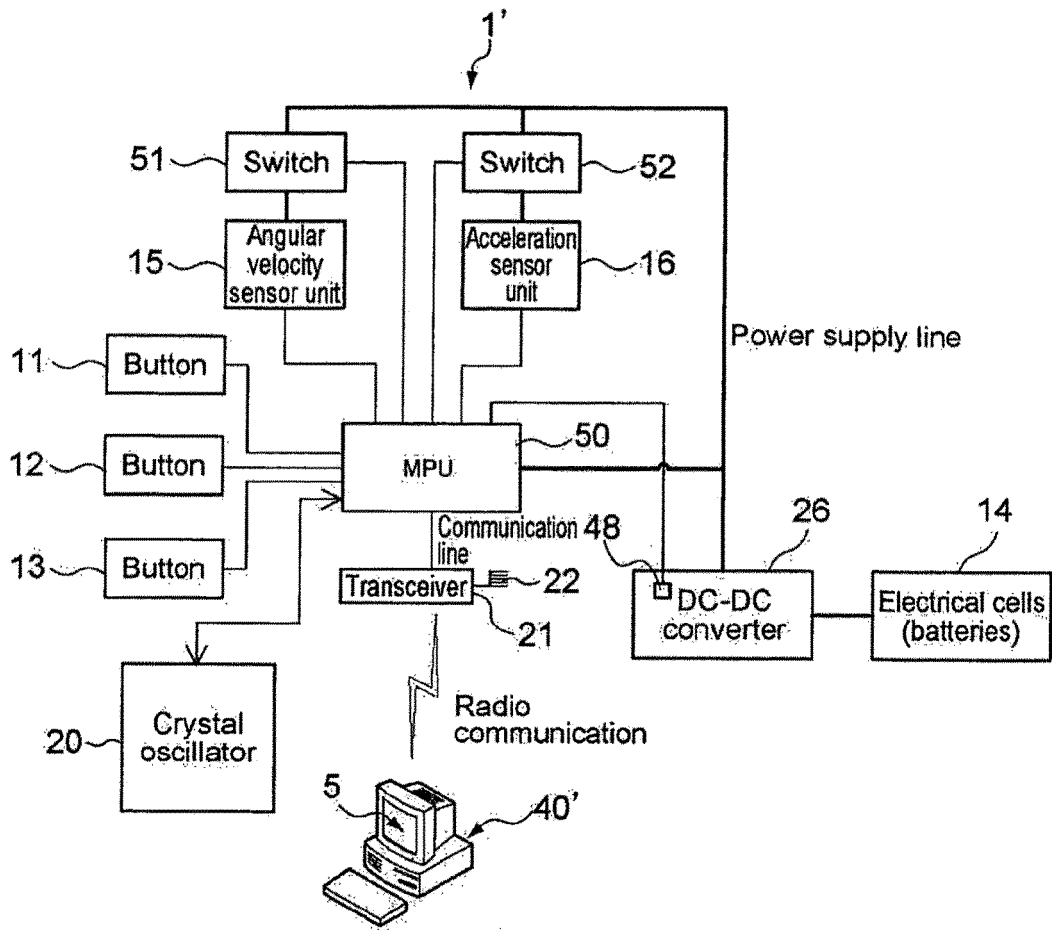 1'
51
Switch
Switch
52
15
Angular
velocity
sensor unit
Acceleration
sensor
unit
16
Power supply line
11
Button
50
12
Button
MPU
13
Button
Communication
line
48
26
14
Transceiver
22
21
DC-DC
converter
Electrical cells
(batteries)
20
Crystal
oscillator
Radio
communication
5
40'